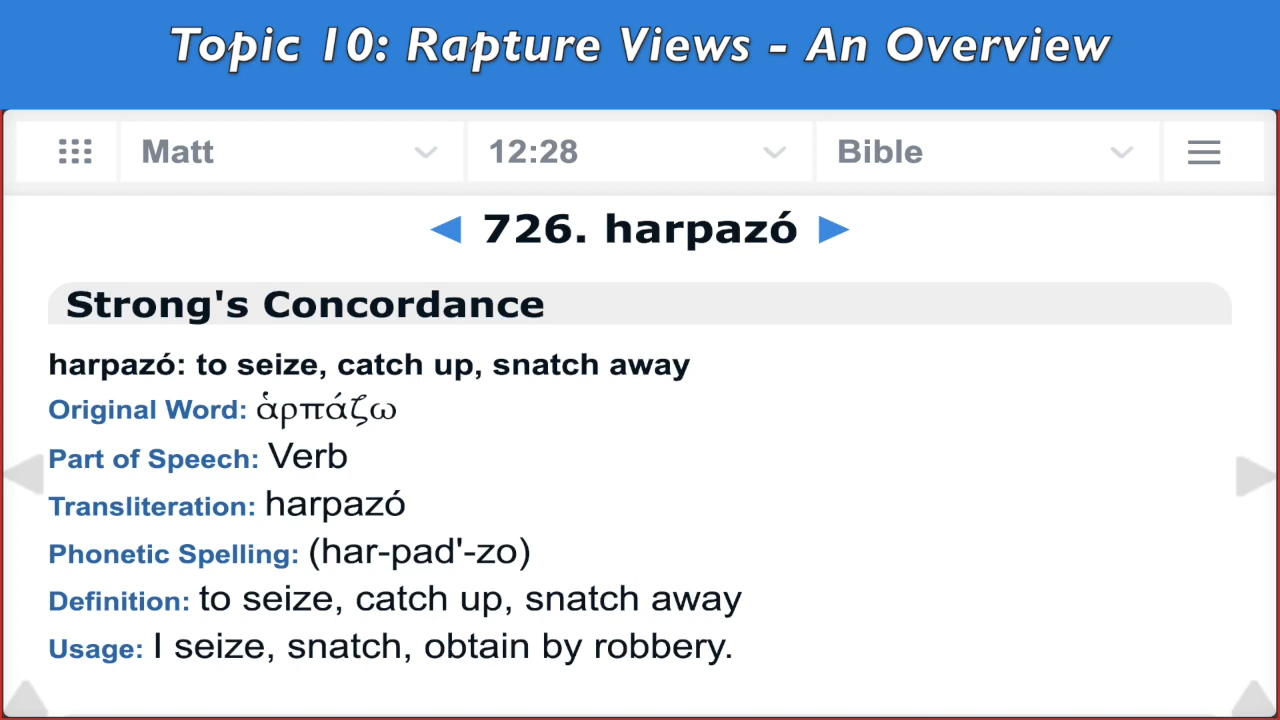 Topic 10: Rapture Views - An Overview
Matt 12:28 Bible
726. harpazó
Strong's Concordance
harpazó: to seize, catch up, snatch away
Original Word: ἁρπάζω
Part of Speech: Verb
Transliteration: harpazó
Phonetic Spelling: (har-pad'-zo)
Definition: to seize, catch up, snatch away
Usage: I seize, snatch, obtain by robbery.